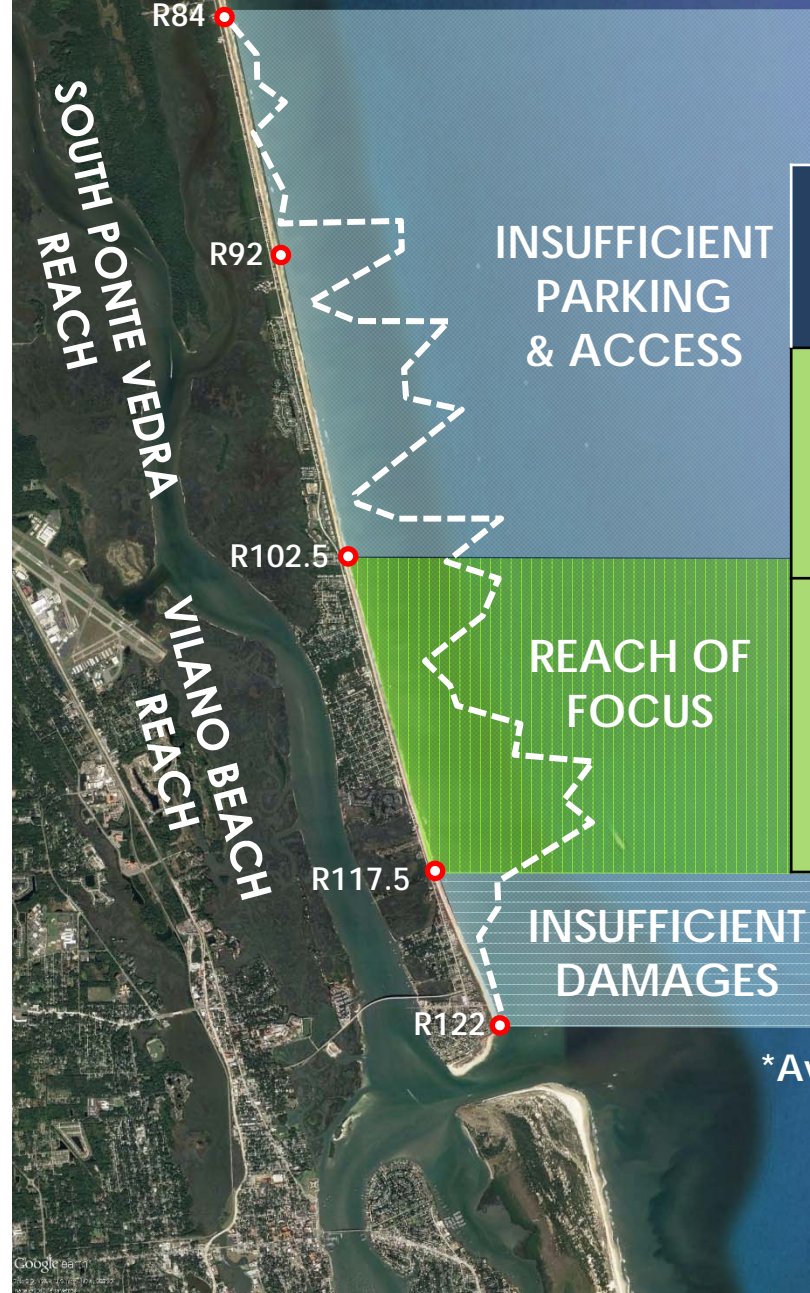 R84
SOUTH PONTE VEDRA
REACH
R92
INSUFFICIENT
PARKING
& ACCESS
R102.5
VILANO BEACH
REACH
REACH OF
FOCUS
R117.5
INSUFFICIENT
DAMAGES
R122
*Av
Google earth